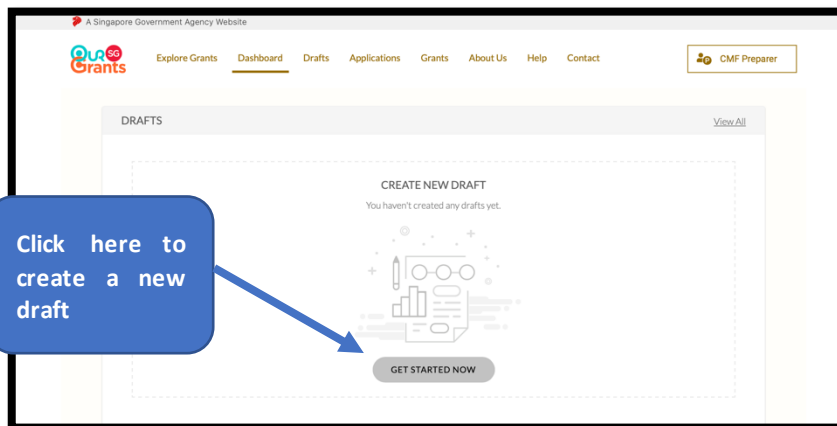 A Singapore Government Agency Website
OUR SG
Grants
Explore Grants Dashboard Drafts Applications Grants About Us Help Contact
P CMF Preparer
DRAFTS View All
CREATE NEW DRAFT
You haven't created any drafts yet.
Click here to
create a new
draft
GET STARTED NOW